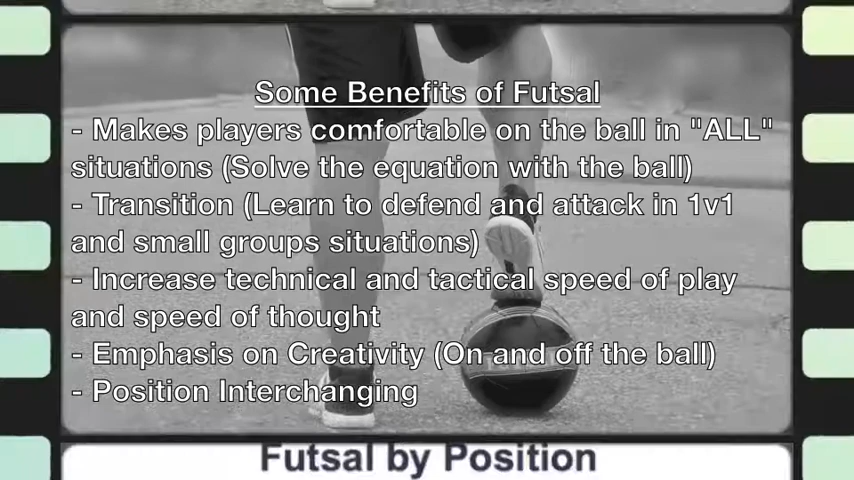 Some Benefits of Futsal
- Makes players comfortable on the ball in "ALL"
situations (Solve the equation with the ball)
- Transition (Learn to defend and attack in 1v1
and small groups situations)
- Increase technical and tactical speed of play
and speed of thought
- Emphasis on Creativity (On and off the ball)
- Position Interchanging
Futsal by Position